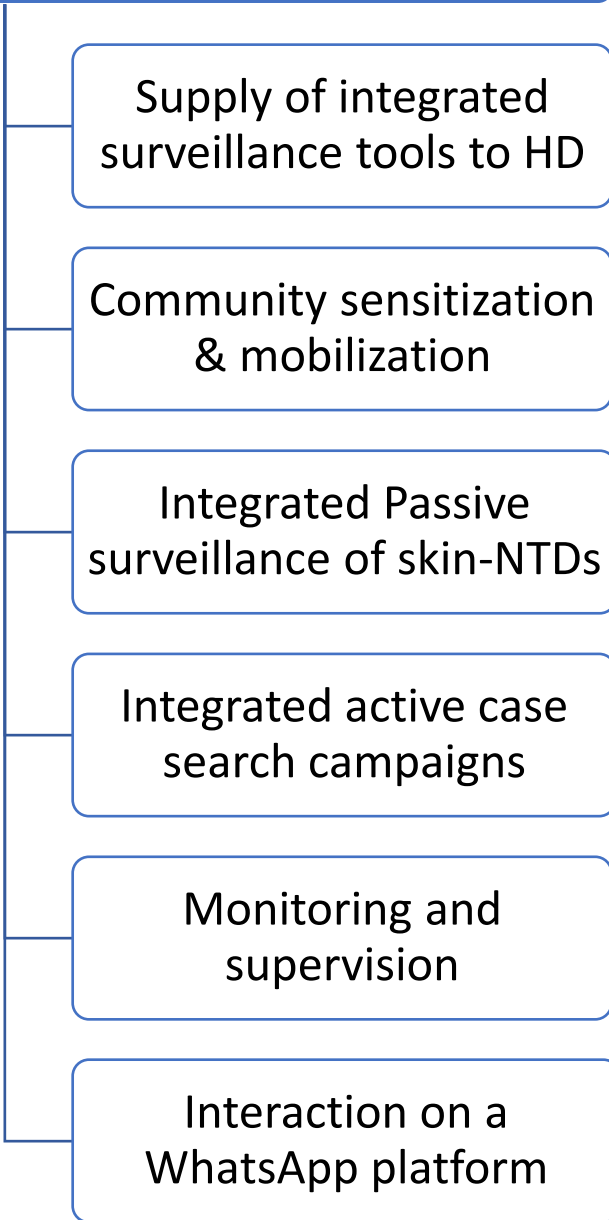 Supply of integrated
surveillance tools to HD
Community sensitization
& mobilization
Integrated Passive
surveillance of skin-NTDs
Integrated active case
search campaigns
Monitoring and
supervision
Interaction on a
WhatsApp platform